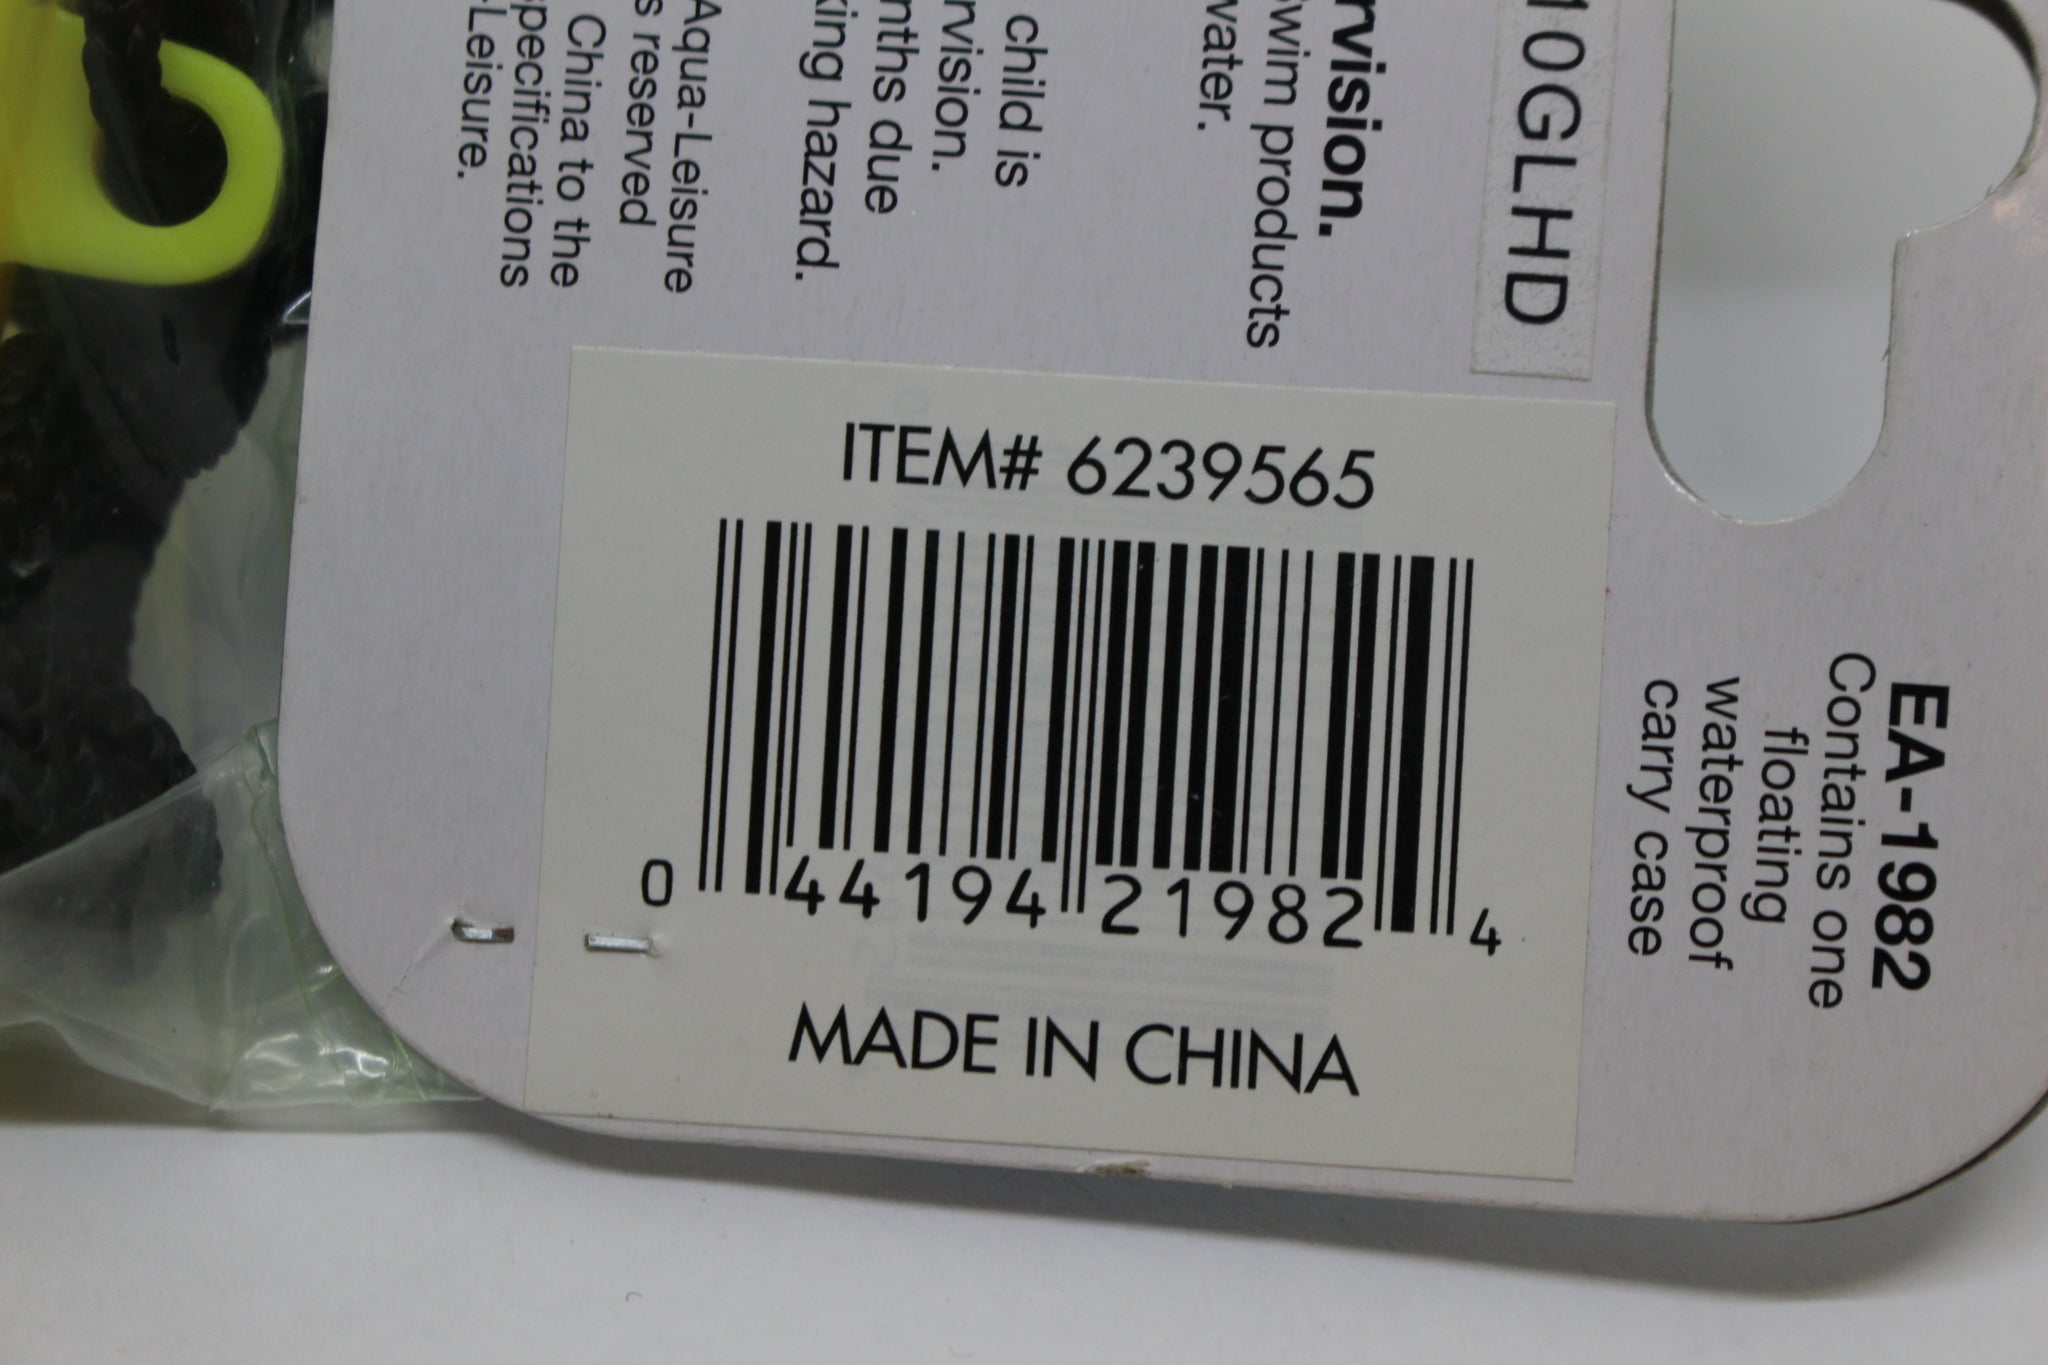 ITEM# 6239565
0 44194 21982 4
MADE IN CHINA
EA-1982
Contains one
floating
waterproof
carry case
10GLHD
rvision.
swim products
water.
child is
rvision.
nths due
king hazard.
Aqua-Leisure
s reserved
China to the
specifications
-Leisure.